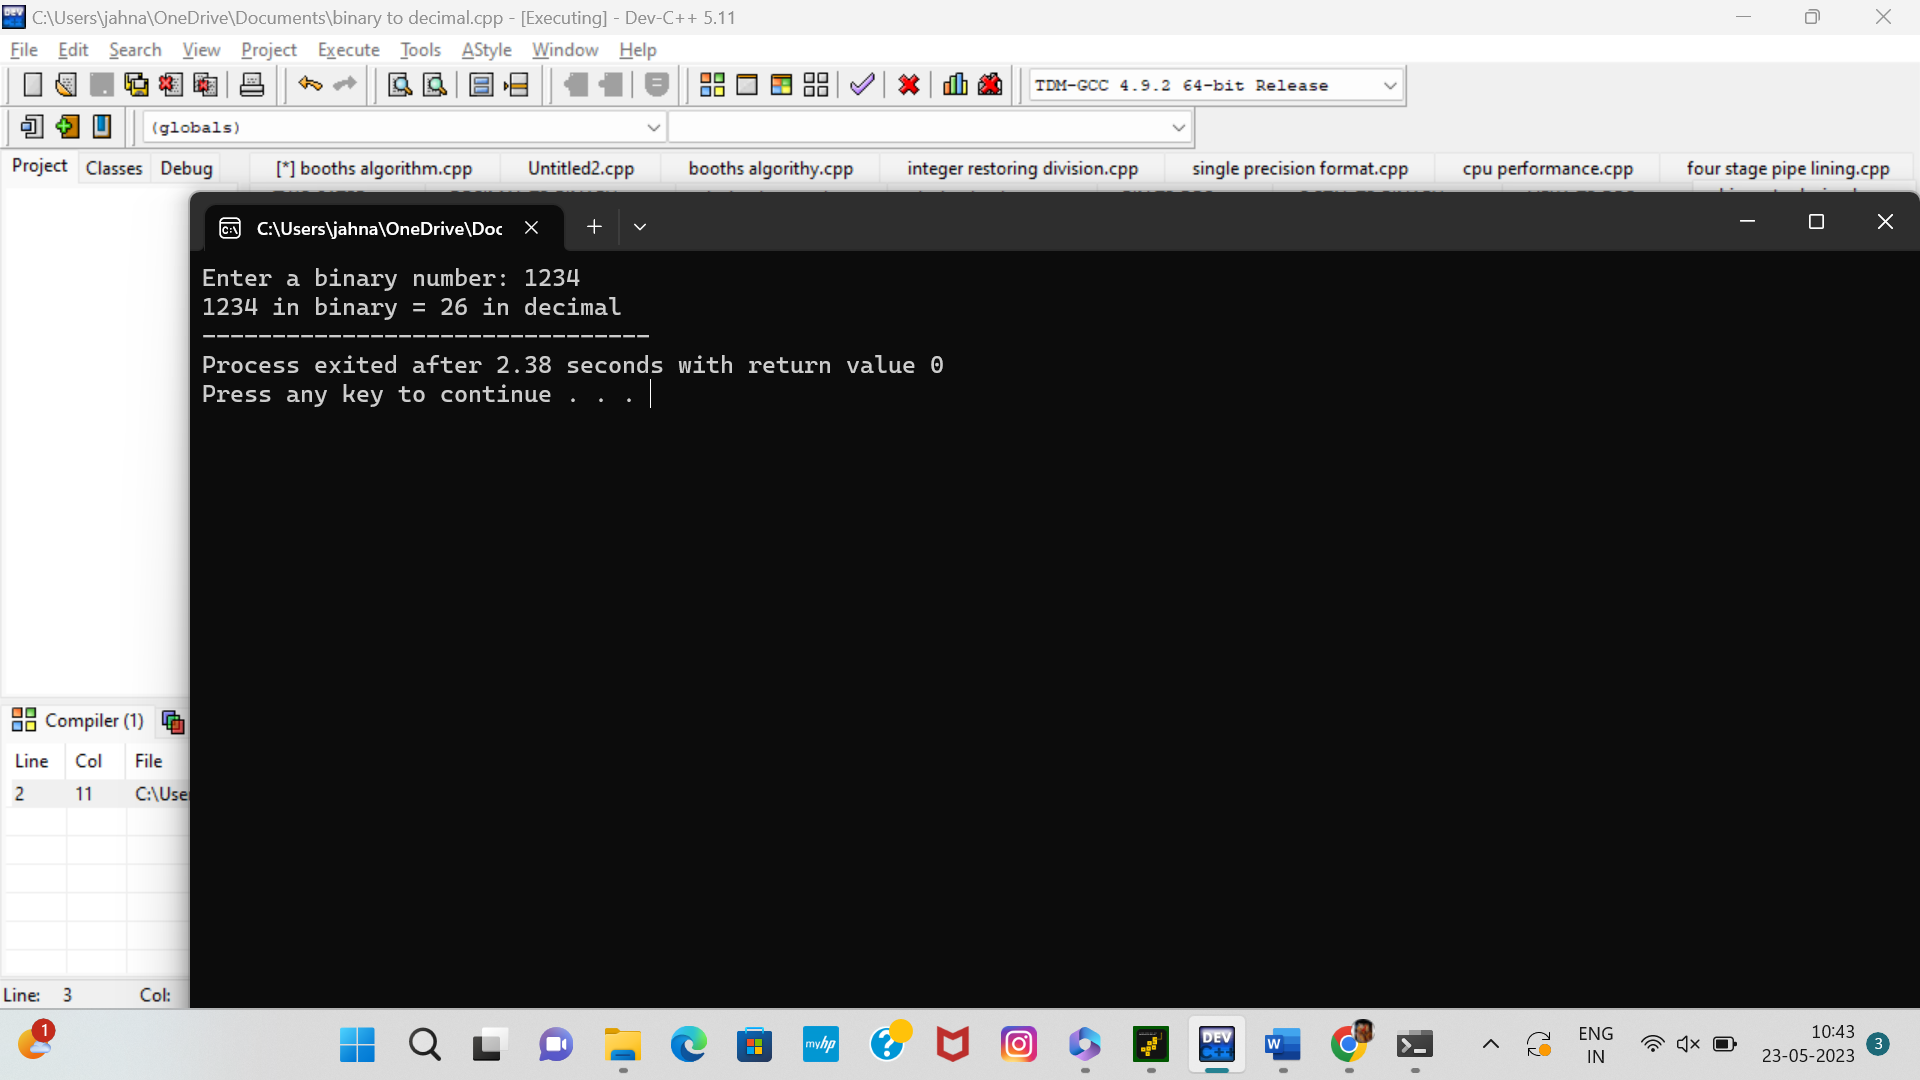 C:\Users\jahna\OneDrive\Documents\binary to decimal.cpp - [Executing] - Dev-C++ 5.11
File Edit Search View Project Execute Tools AStyle Window Help
TDM-GCC 4.9.2 64-bit Release
(globals)
Project Classes Debug [*] booths algorithm.cpp Untitled2.cpp booths algorithy.cpp integer restoring division.cpp single precision format.cpp cpu performance.cpp four stage pipe lining.cpp
C:\Users\jahna\OneDrive\Doc
Enter a binary number: 1234
1234 in binary = 26 in decimal
--------------------------------
Process exited after 2.38 seconds with return value 0
Press any key to continue . . .
Compiler (1)
Line Col File
2 11 C:\Use
Line: 3 Col:
1 myhp DEV C++ W ENG 10:43
IN 23-05-2023 3